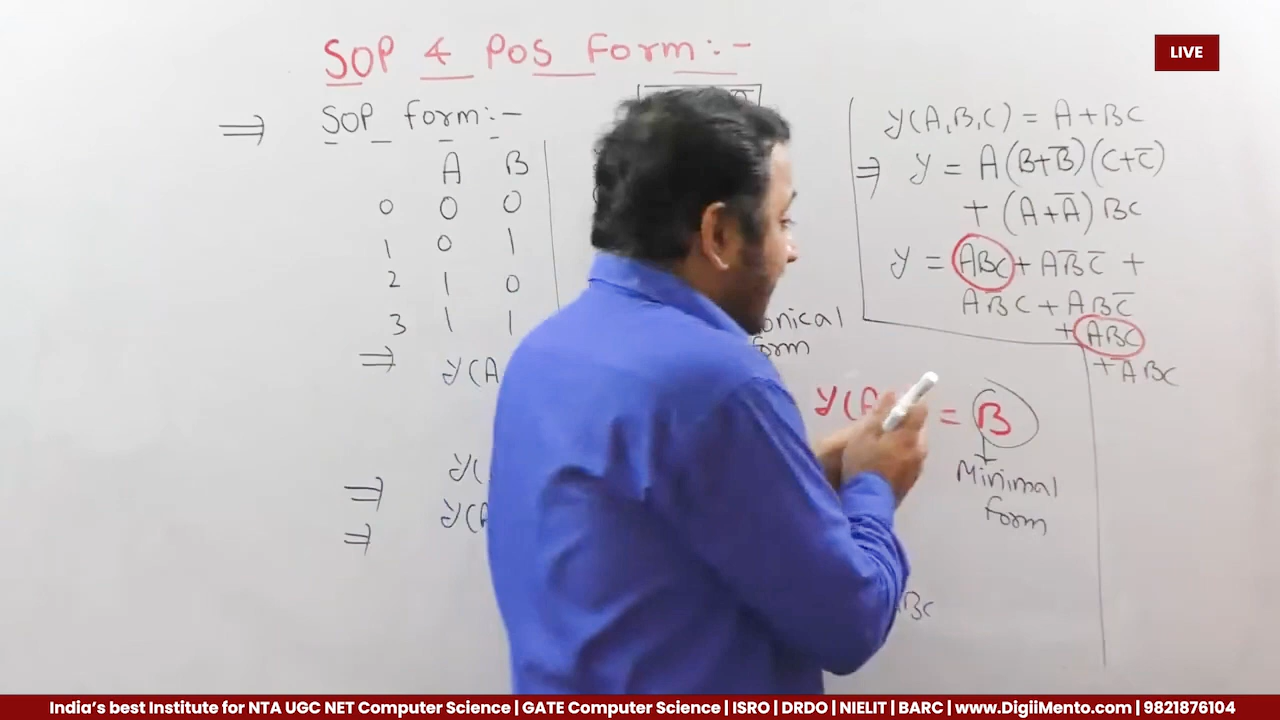 SOP & POS Form:-
LIVE
⇒ SOP form:-
A B
0 0 0
1 0 1
2 1 0
3 1 1
⇒ y(A
⇒ y(
⇒ y(A
onical
form
y(A,B,C) = A+BC
⇒ y = A(B+B̅)(C+C̅)
+ (A+A̅) BC
y = ABC + AB̅C̅ +
AB̅C + ABC̅
+ ABC
+ A̅BC
y(A = B
Minimal
form
BC
India's best Institute for NTA UGC NET Computer Science | GATE Computer Science | ISRO | DRDO | NIELIT | BARC | www.DigiiMento.com | 9821876104